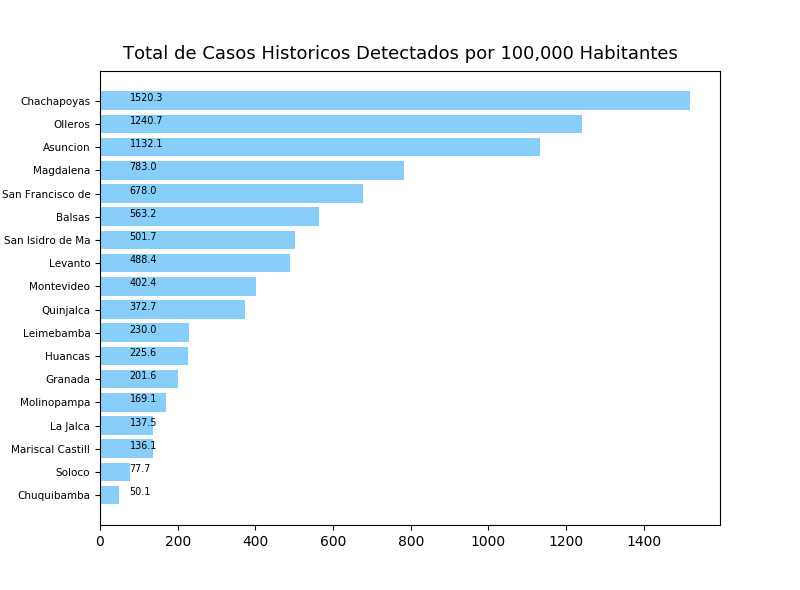 Total de Casos Historicos Detectados por 100,000 Habitantes
Chachapoyas 1520.3
Olleros 1240.7
Asuncion 1132.1
Magdalena 783.0
San Francisco de 678.0
Balsas 563.2
San Isidro de Ma 501.7
Levanto 488.4
Montevideo 402.4
Quinjalca 372.7
Leimebamba 230.0
Huancas 225.6
Granada 201.6
Molinopampa 169.1
La Jalca 137.5
Mariscal Castill 136.1
Soloco 77.7
Chuquibamba 50.1
0 200 400 600 800 1000 1200 1400